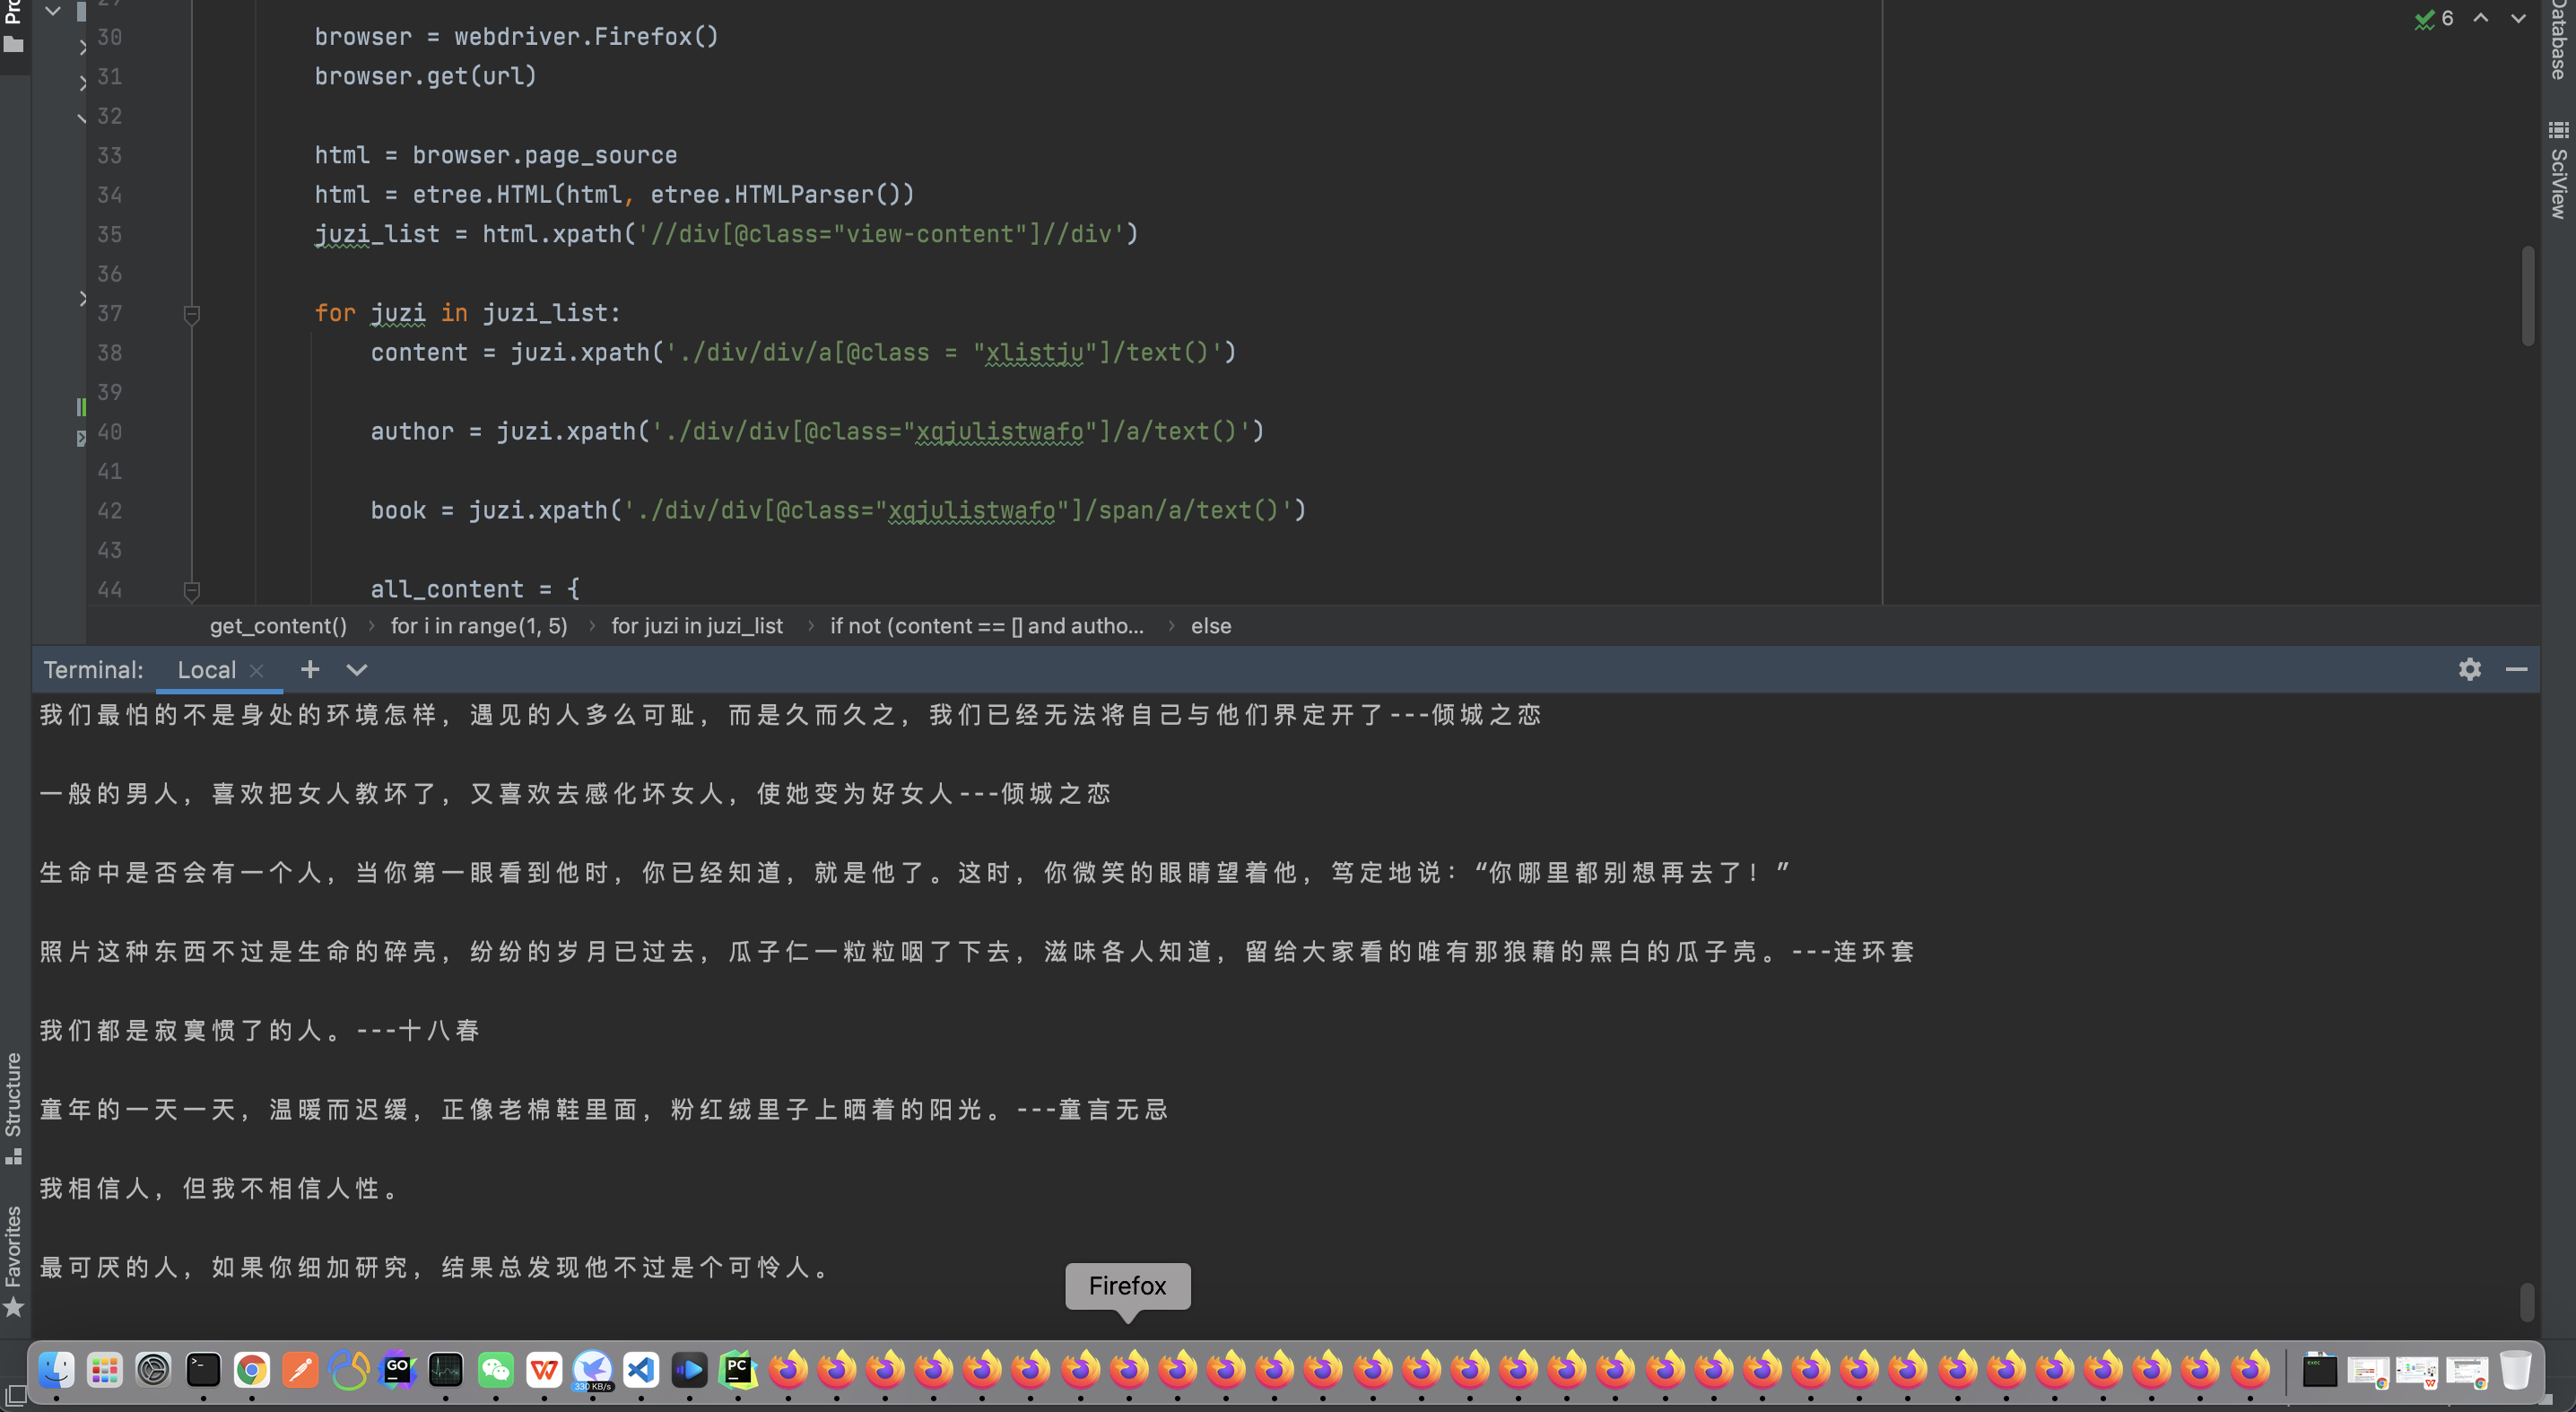 Pro
29
30 browser = webdriver.Firefox()
31 browser.get(url)
32
33 html = browser.page_source
34 html = etree.HTML(html, etree.HTMLParser())
35 juzi_list = html.xpath('//div[@class="view-content"]//div')
36
37 for juzi in juzi_list:
38 content = juzi.xpath('./div/div/a[@class = "xlistju"]/text()')
39
40 author = juzi.xpath('./div/div[@class="xqjulistwafo"]/a/text()')
41
42 book = juzi.xpath('./div/div[@class="xqjulistwafo"]/span/a/text()')
43
44 all_content = {
6
Database
SciView
get_content() › for i in range(1, 5) › for juzi in juzi_list › if not (content == [] and autho... › else
Terminal: Local
我们最怕的不是身处的环境怎样，遇见的人多么可耻，而是久而久之，我们已经无法将自己与他们界定开了---倾城之恋
一般的男人，喜欢把女人教坏了，又喜欢去感化坏女人，使她变为好女人---倾城之恋
生命中是否会有一个人，当你第一眼看到他时，你已经知道，就是他了。这时，你微笑的眼睛望着他，笃定地说：“你哪里都别想再去了！”
照片这种东西不过是生命的碎壳，纷纷的岁月已过去，瓜子仁一粒粒咽了下去，滋味各人知道，留给大家看的唯有那狼藉的黑白的瓜子壳。---连环套
我们都是寂寞惯了的人。---十八春
童年的一天一天，温暖而迟缓，正像老棉鞋里面，粉红绒里子上晒着的阳光。---童言无忌
我相信人，但我不相信人性。
最可厌的人，如果你细加研究，结果总发现他不过是个可怜人。
Structure
Favorites
Firefox
GO
330 KB/s
PC